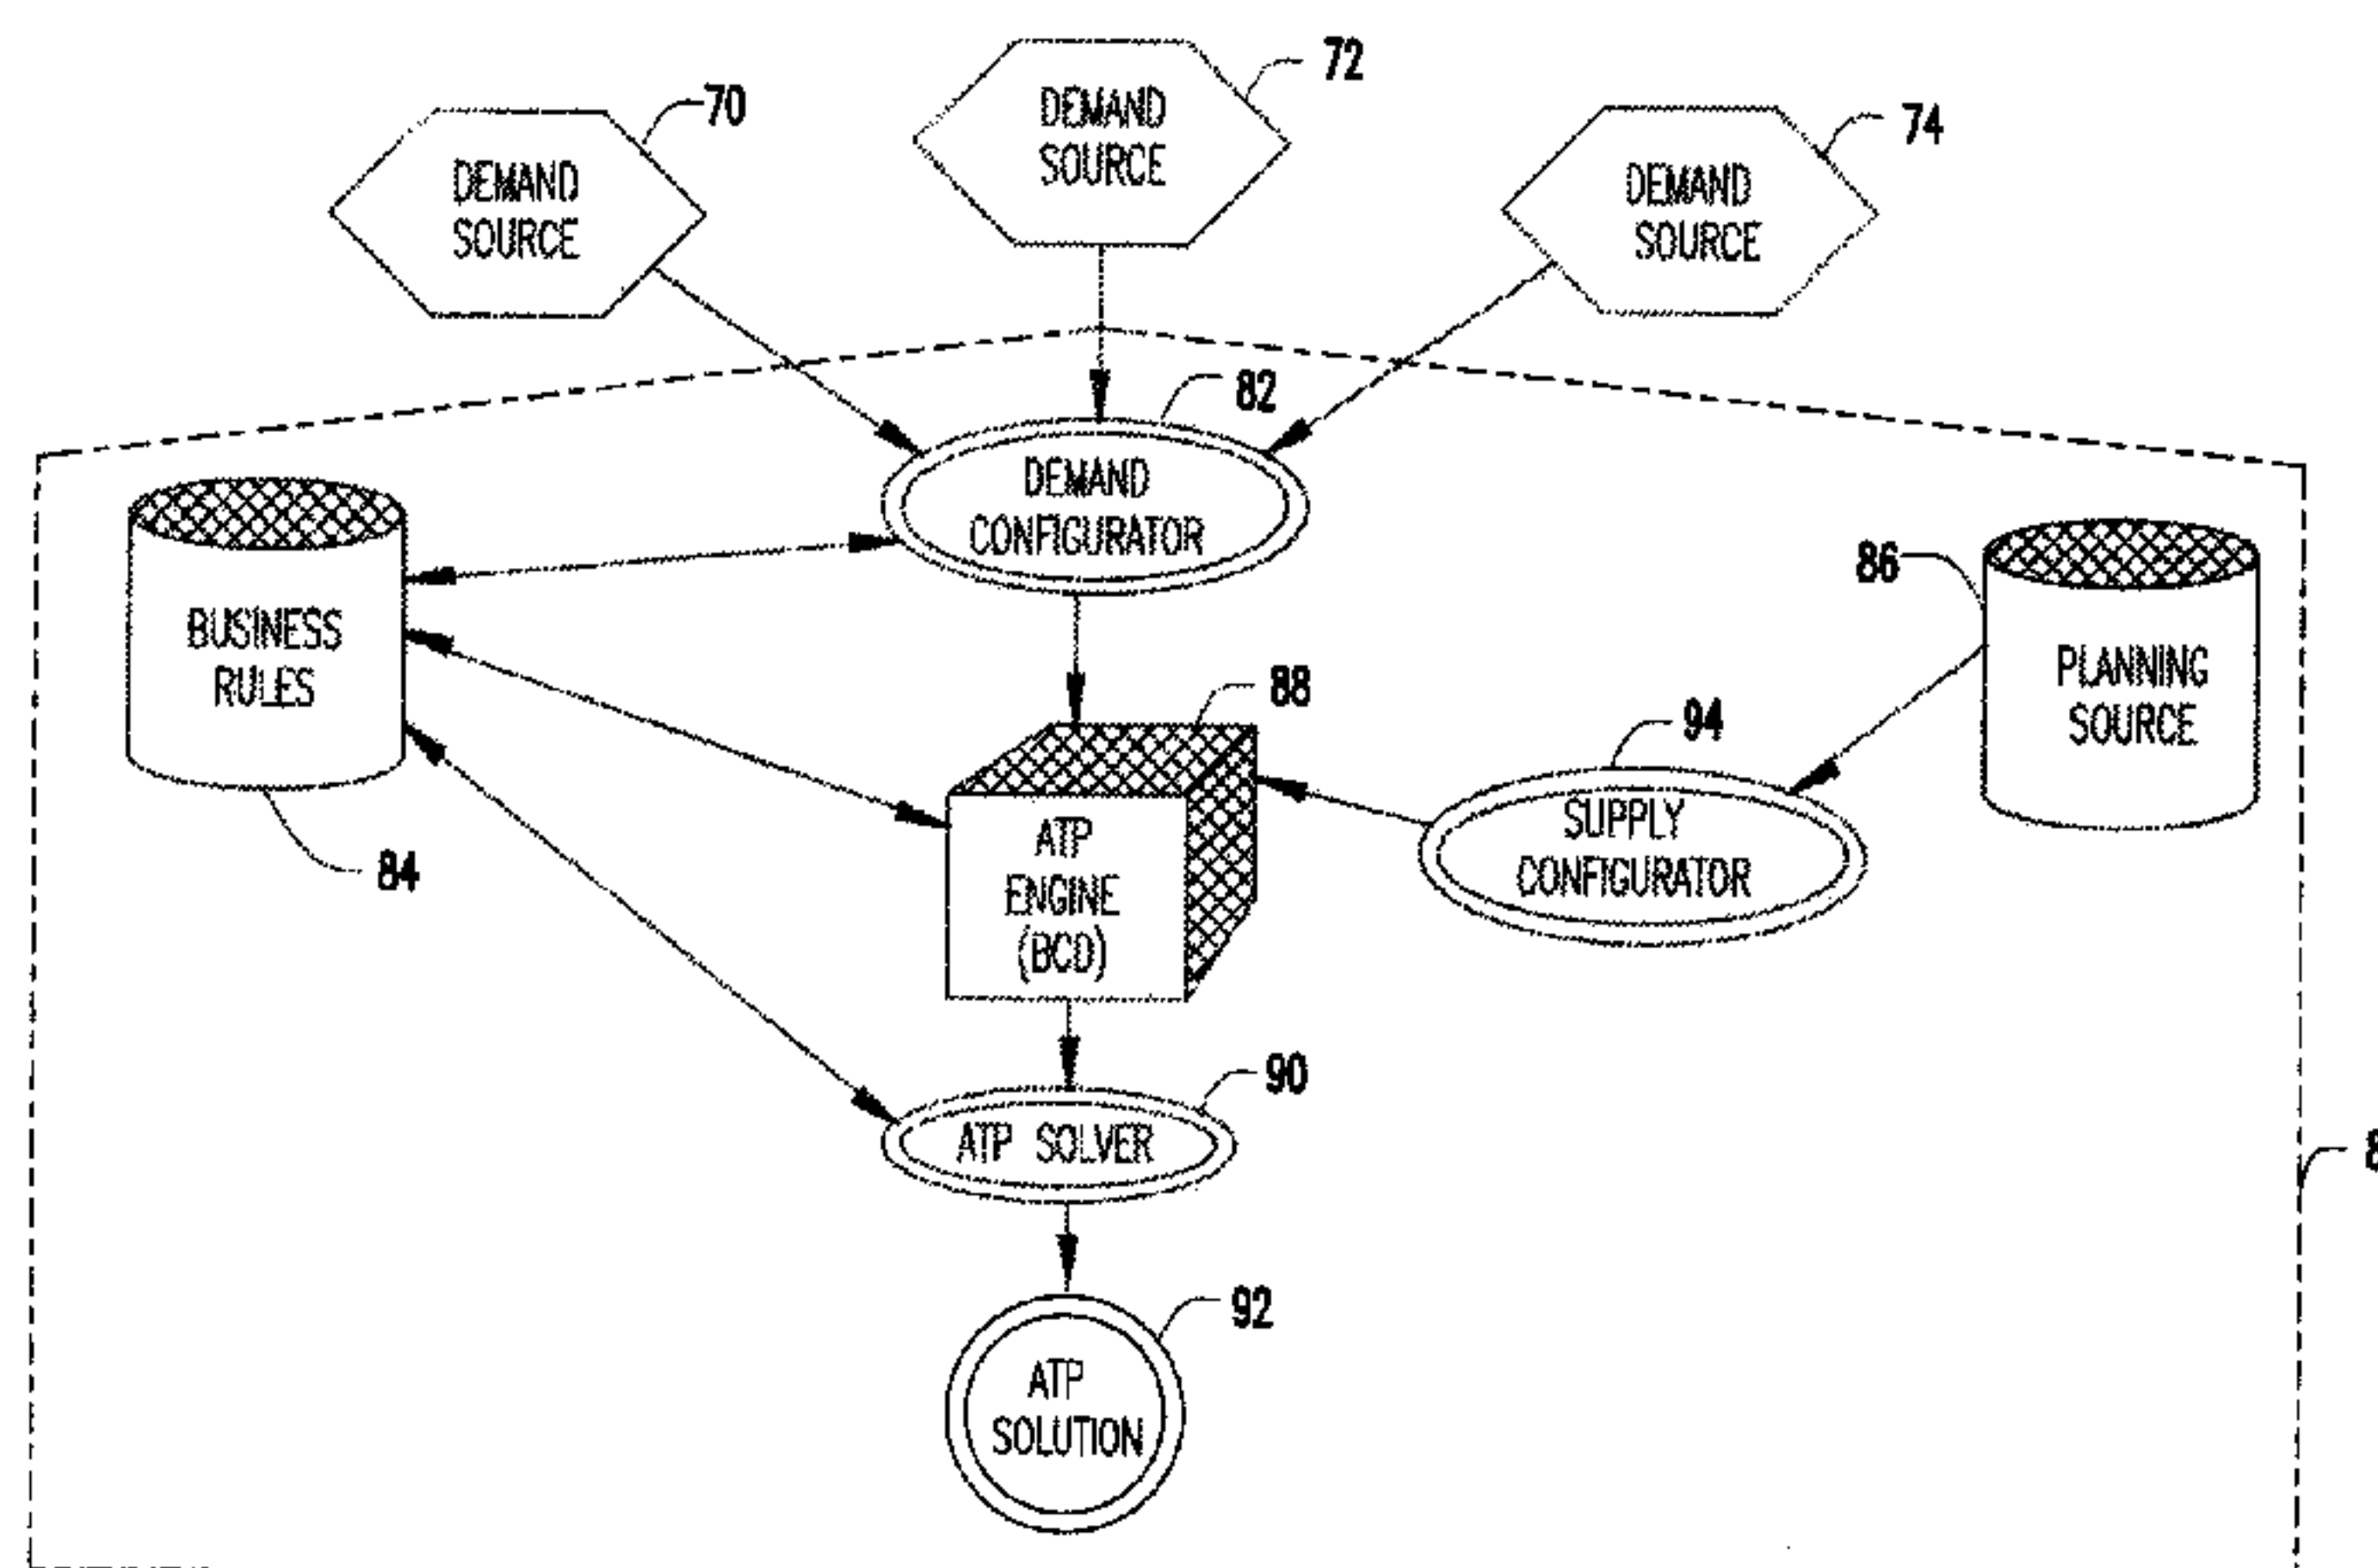 72
70
74
DEMAND
SOURCE
DEMAND
SOURCE
DEMAND
SOURCE
82
DEMAND
CONFIGURATOR
86
BUSINESS
RULES
PLANNING
SOURCE
88
94
84
ATP
ENGINE
(BCD)
SUPPLY
CONFIGURATOR
90
ATP SOLVER
92
ATP
SOLUTION